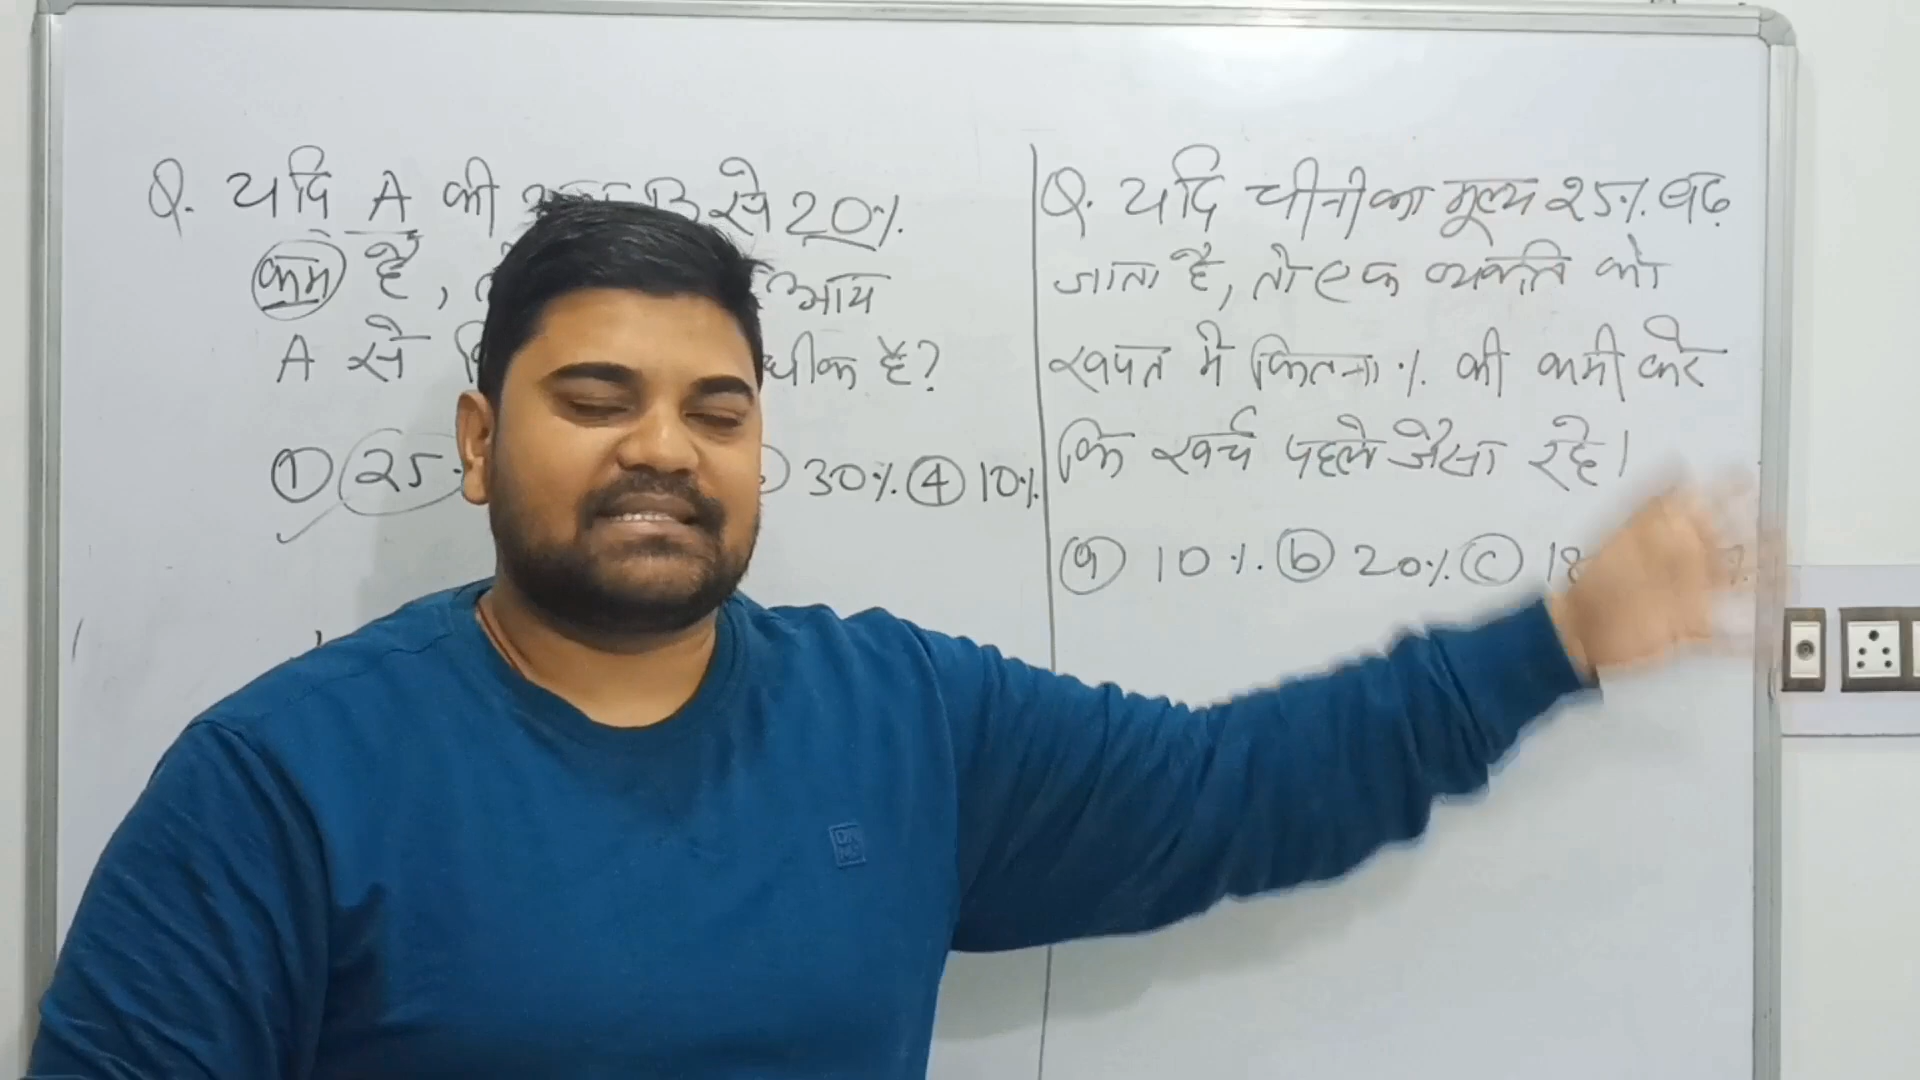 Q. यदि A की से 20%
कम है, आय
A से धीक है?
① 25 30% ④ 10%
Q. यदि चीनी का मूल्य 25% बढ़
जाता है, तो एक व्यक्ति को
खपत में कितना % की कमी करे
कि खर्च पहले जैसा रहे।
ⓐ 10% ⓑ 20% ⓒ 18